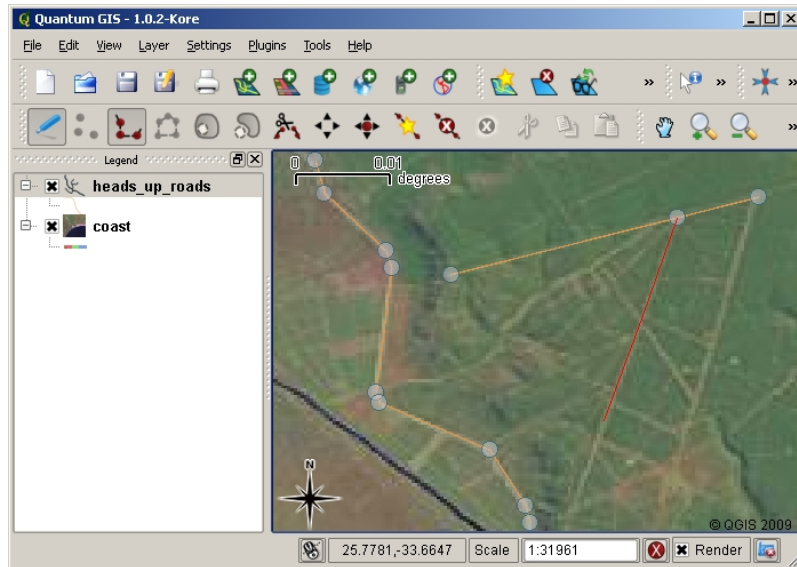 Quantum GIS - 1.0.2-Kore
File Edit View Layer Settings Plugins Tools Help
» » »
»
Legend
heads_up_roads
coast
0 0.01
degrees
N
© QGIS 2009
25.7781,-33.6647 Scale 1:31961 Render